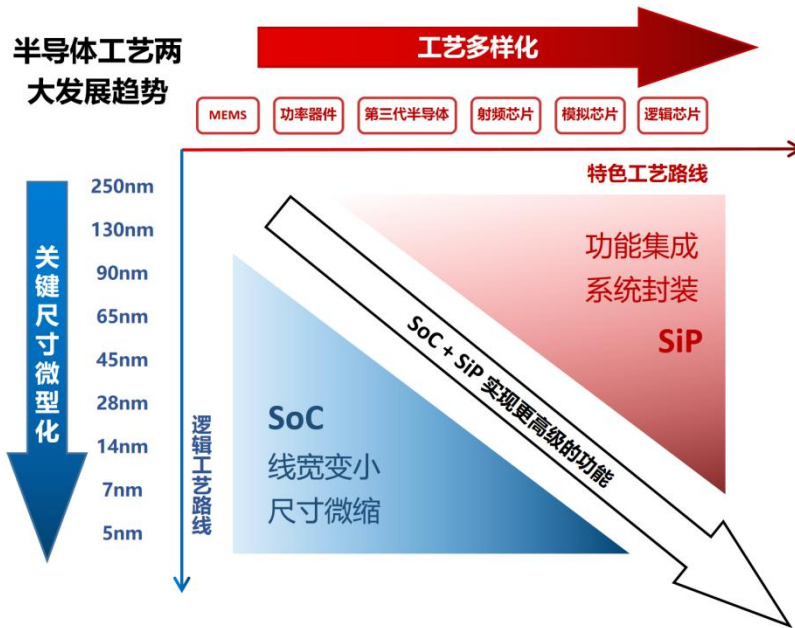 半导体工艺两
大发展趋势
工艺多样化
MEMS
功率器件
第三代半导体
射频芯片
模拟芯片
逻辑芯片
特色工艺路线
关键尺寸微型化
250nm
130nm
90nm
65nm
45nm
28nm
14nm
7nm
5nm
逻辑工艺路线
功能集成
系统封装
SiP
SoC + SiP 实现更高级的功能
SoC
线宽变小
尺寸微缩